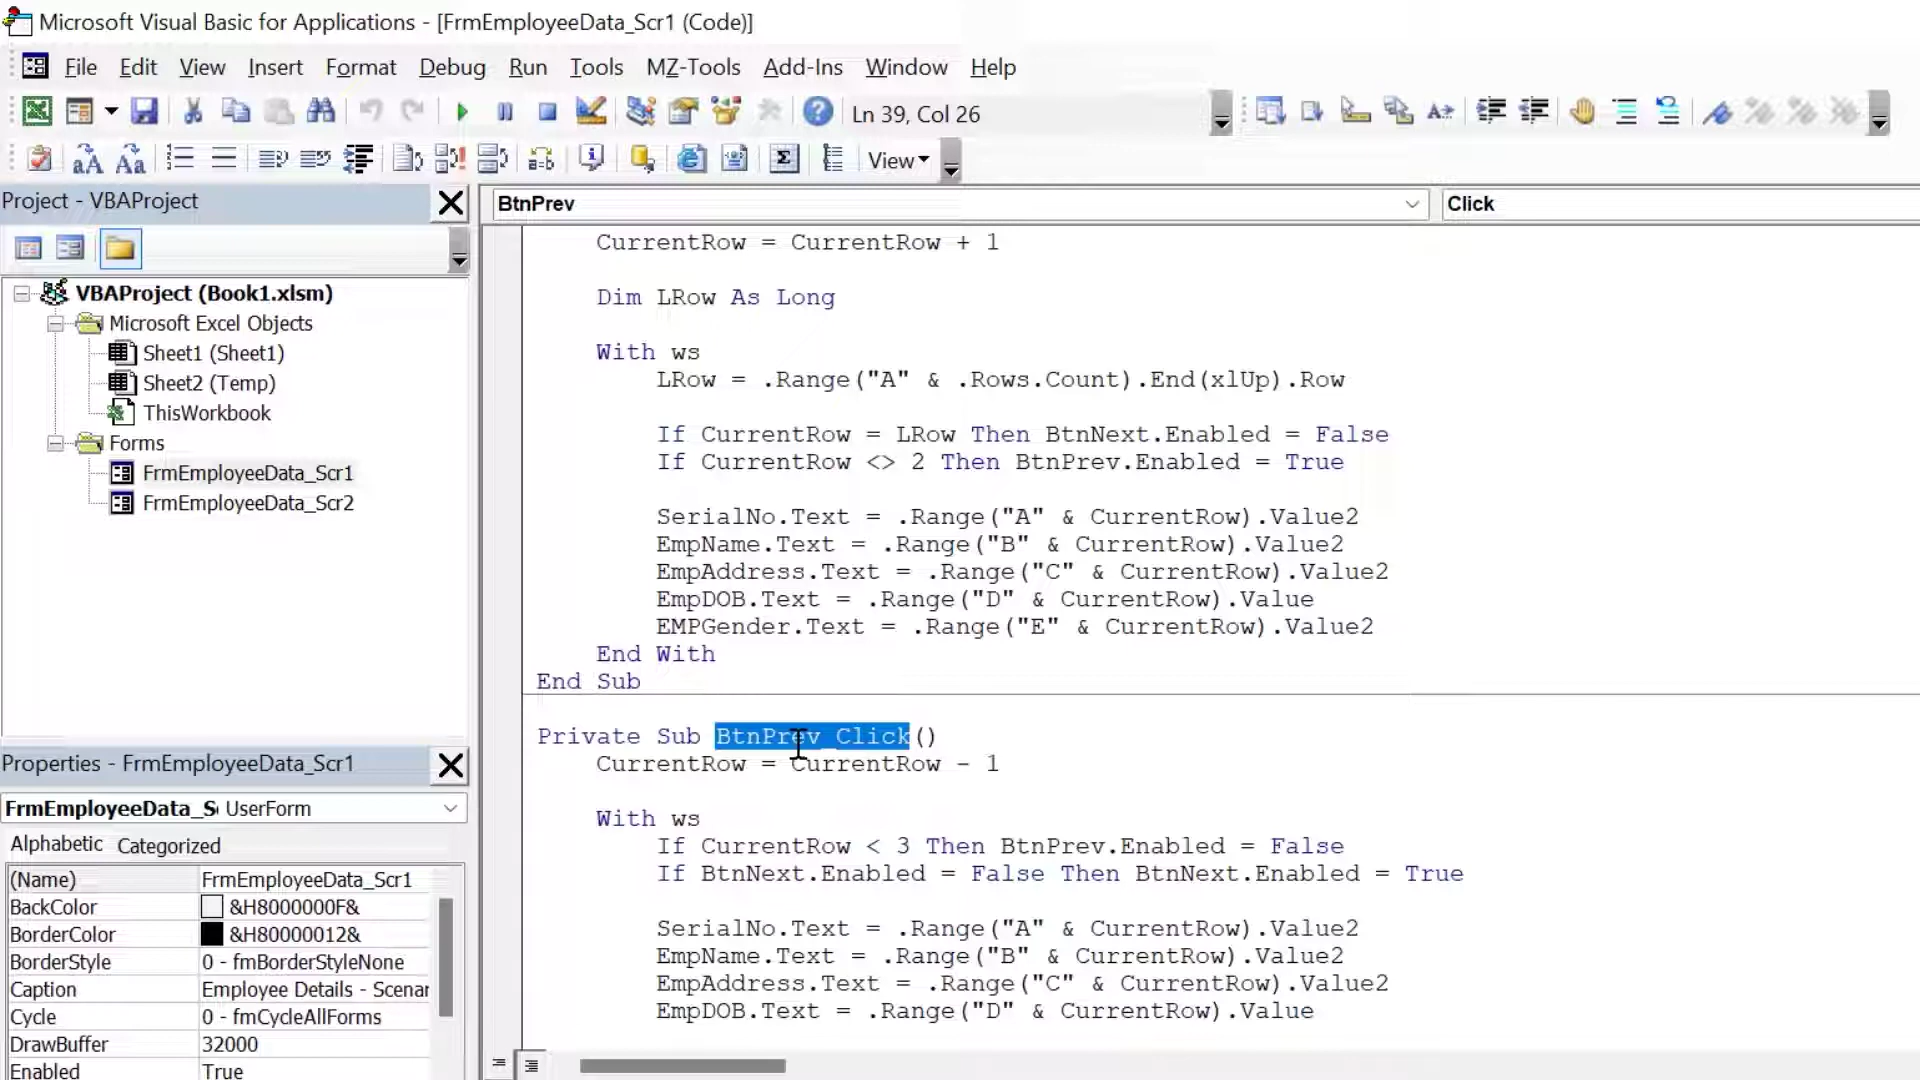 Microsoft Visual Basic for Applications - [FrmEmployeeData_Scr1 (Code)]
File Edit View Insert Format Debug Run Tools MZ-Tools Add-Ins Window Help
Ln 39, Col 26
View
Project - VBAProject
BtnPrev
Click
VBAProject (Book1.xlsm)
Microsoft Excel Objects
Sheet1 (Sheet1)
Sheet2 (Temp)
ThisWorkbook
Forms
FrmEmployeeData_Scr1
FrmEmployeeData_Scr2
Properties - FrmEmployeeData_Scr1
FrmEmployeeData_S UserForm
Alphabetic Categorized
(Name) FrmEmployeeData_Scr1
BackColor &H8000000F&
BorderColor &H80000012&
BorderStyle 0 - fmBorderStyleNone
Caption Employee Details - Scenar
Cycle 0 - fmCycleAllForms
DrawBuffer 32000
Enabled True
CurrentRow = CurrentRow + 1
Dim LRow As Long
With ws
LRow = .Range("A" & .Rows.Count).End(xlUp).Row
If CurrentRow = LRow Then BtnNext.Enabled = False
If CurrentRow <> 2 Then BtnPrev.Enabled = True
SerialNo.Text = .Range("A" & CurrentRow).Value2
EmpName.Text = .Range("B" & CurrentRow).Value2
EmpAddress.Text = .Range("C" & CurrentRow).Value2
EmpDOB.Text = .Range("D" & CurrentRow).Value
EMPGender.Text = .Range("E" & CurrentRow).Value2
End With
End Sub
Private Sub BtnPrev_Click()
CurrentRow = CurrentRow - 1
With ws
If CurrentRow < 3 Then BtnPrev.Enabled = False
If BtnNext.Enabled = False Then BtnNext.Enabled = True
SerialNo.Text = .Range("A" & CurrentRow).Value2
EmpName.Text = .Range("B" & CurrentRow).Value2
EmpAddress.Text = .Range("C" & CurrentRow).Value2
EmpDOB.Text = .Range("D" & CurrentRow).Value